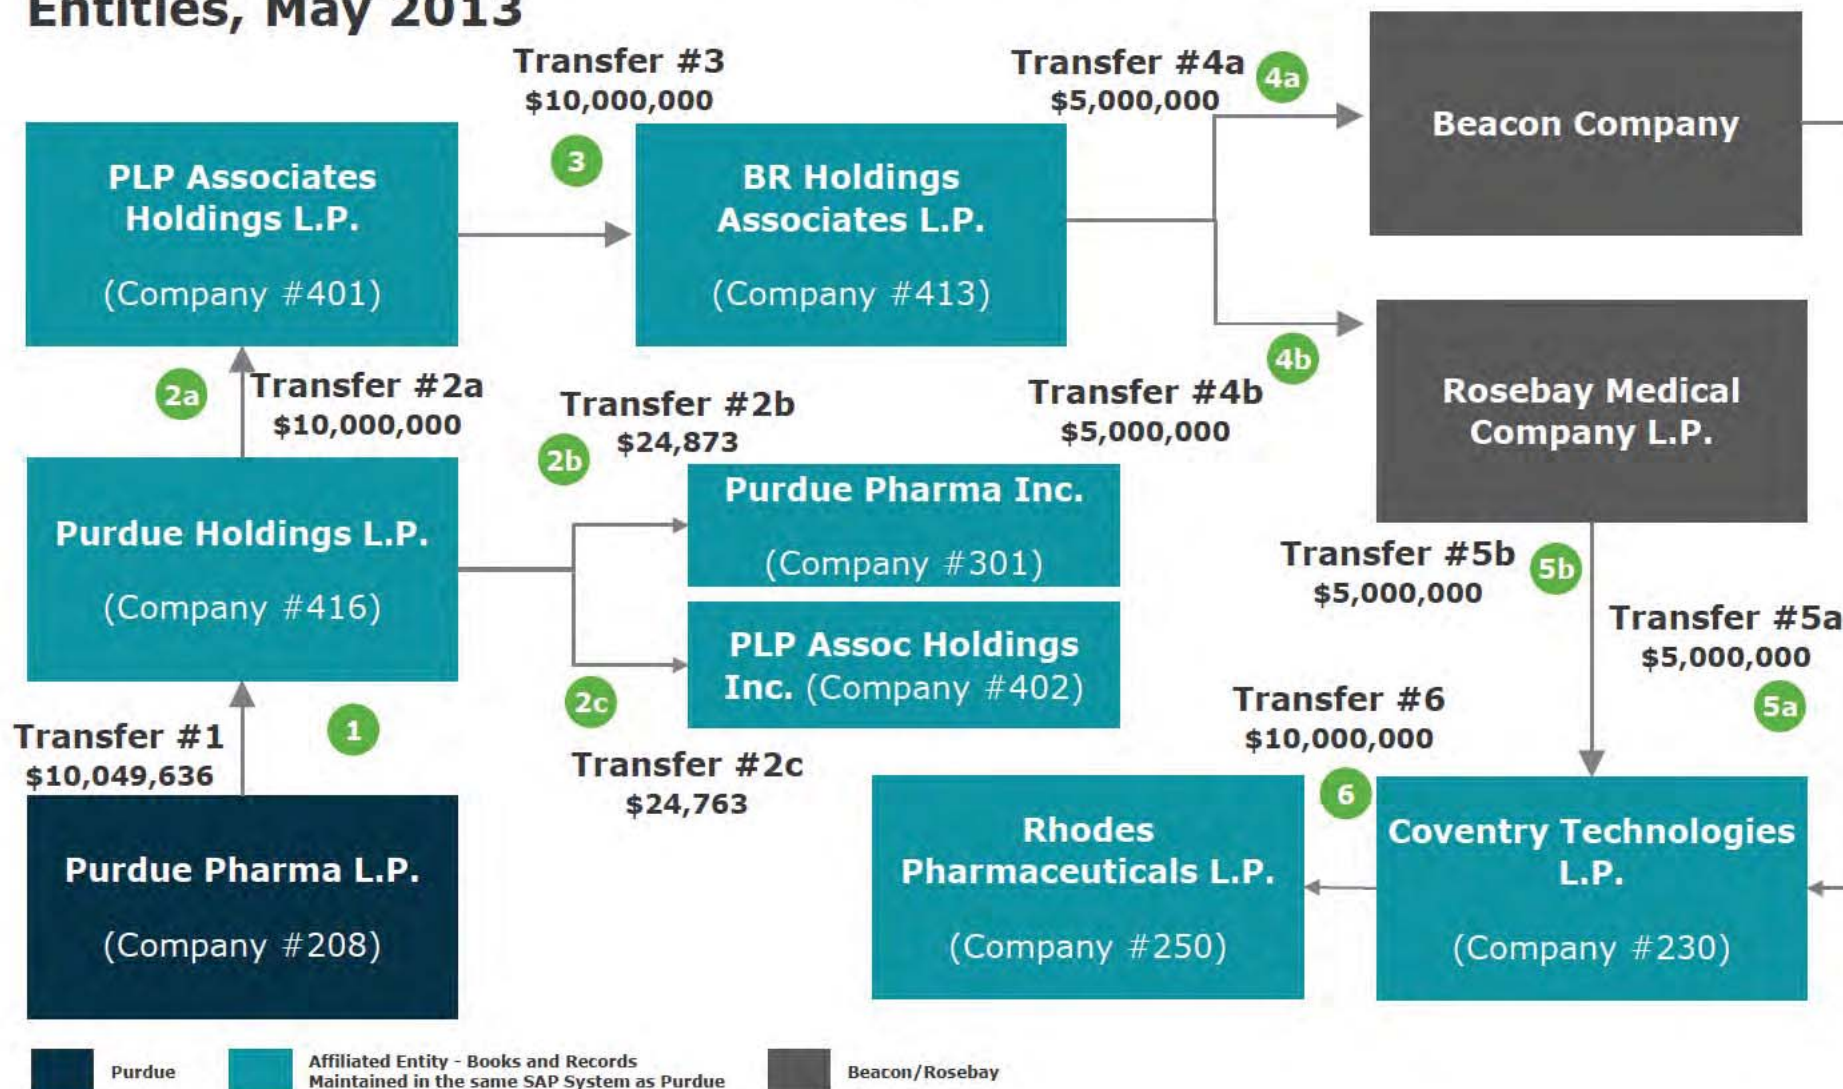 Entities, May 2013
Transfer #3
$10,000,000
3
Transfer #4a
$5,000,000
4a
Beacon Company
PLP Associates
Holdings L.P.
(Company #401)
BR Holdings
Associates L.P.
(Company #413)
4b
Transfer #4b
$5,000,000
Rosebay Medical
Company L.P.
2a
Transfer #2a
$10,000,000
Transfer #2b
$24,873
2b
Purdue Holdings L.P.
(Company #416)
Purdue Pharma Inc.
(Company #301)
PLP Assoc Holdings
Inc. (Company #402)
2c
Transfer #2c
$24,763
Transfer #5b
$5,000,000
5b
Transfer #5a
$5,000,000
5a
Transfer #1
$10,049,636
1
Transfer #6
$10,000,000
6
Purdue Pharma L.P.
(Company #208)
Rhodes
Pharmaceuticals L.P.
(Company #250)
Coventry Technologies
L.P.
(Company #230)
Purdue
Affiliated Entity - Books and Records
Maintained in the same SAP System as Purdue
Beacon/Rosebay